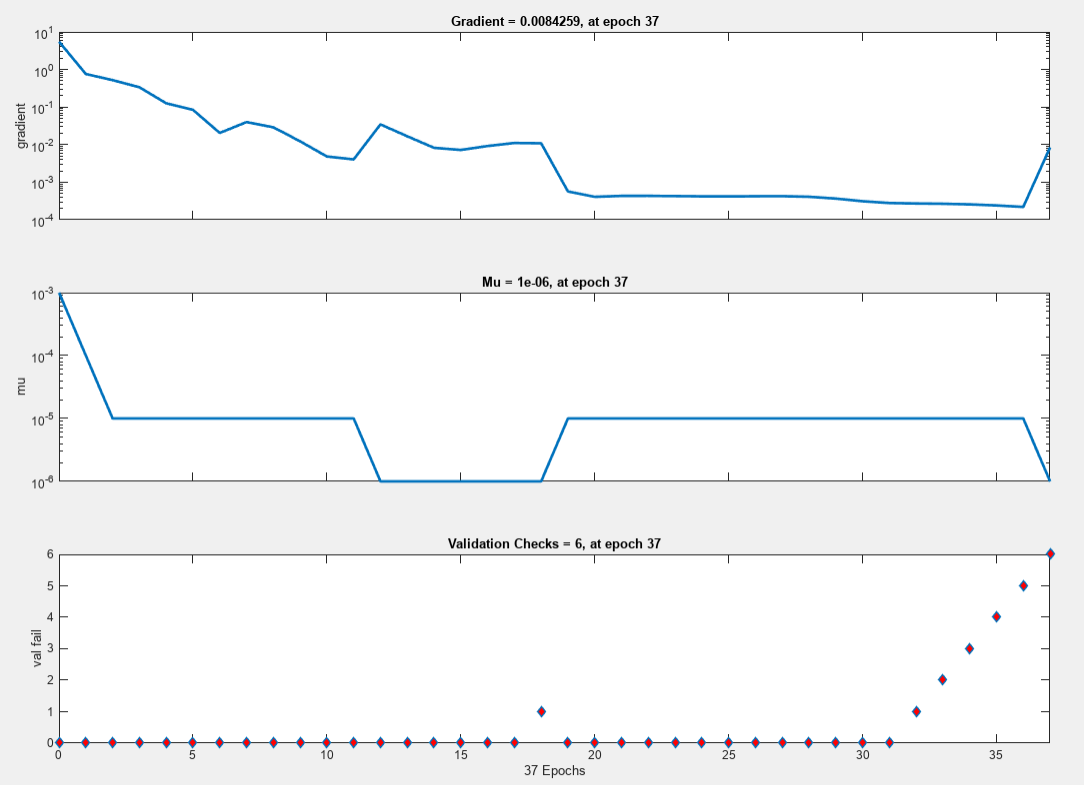 Gradient = 0.0084259, at epoch 37
10^1
10^0
10^-1
10^-2
10^-3
10^-4
gradient
Mu = 1e-06, at epoch 37
10^-3
10^-4
10^-5
10^-6
mu
Validation Checks = 6, at epoch 37
6
5
4
3
2
1
0
val fail
0 5 10 15 20 25 30 35
37 Epochs